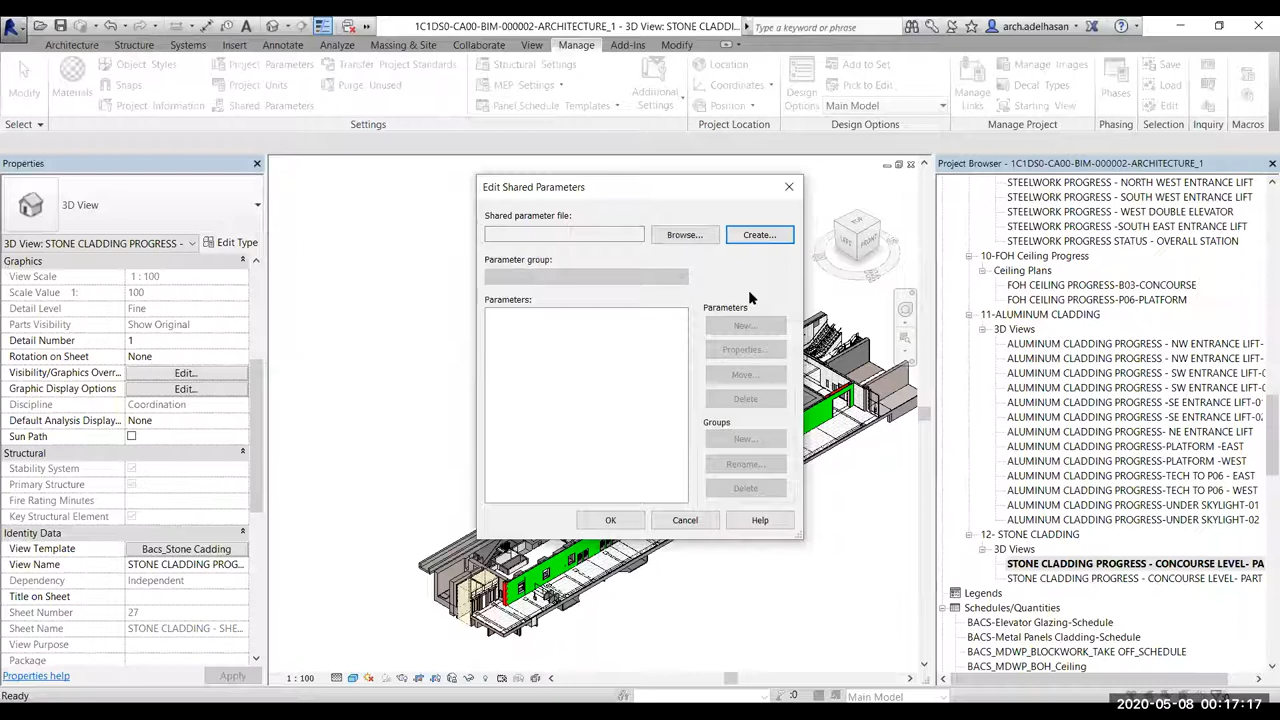 1C1DS0-CA00-BIM-000002-ARCHITECTURE_1 - 3D View: STONE CLADDI...
Type a keyword or phrase
arch.adelhasan
Architecture Structure Systems Insert Annotate Analyze Massing & Site Collaborate View Manage Add-Ins Modify
Modify
Materials
Object Styles
Snaps
Project Information
Project Parameters
Project Units
Shared Parameters
Transfer Project Standards
Purge Unused
Structural Settings
MEP Settings
Panel Schedule Templates
Additional Settings
Location
Coordinates
Position
Design Options
Add to Set
Pick to Edit
Main Model
Manage Links
Manage Images
Decal Types
Starting View
Phases
Save
Load
Edit
Select
Settings
Project Location
Design Options
Manage Project
Phasing
Selection
Inquiry
Macros
Properties
3D View
3D View: STONE CLADDING PROGRESS -
Edit Type
Graphics
View Scale 1 : 100
Scale Value 1: 100
Detail Level Fine
Parts Visibility Show Original
Detail Number 1
Rotation on Sheet None
Visibility/Graphics Overr... Edit...
Graphic Display Options Edit...
Discipline Coordination
Default Analysis Display... None
Sun Path
Structural
Stability System
Primary Structure
Fire Rating Minutes
Key Structural Element
Identity Data
View Template Bacs_Stone Cadding
View Name STONE CLADDING PROG...
Dependency Independent
Title on Sheet
Sheet Number 27
Sheet Name STONE CLADDING - SHE...
View Purpose
Package
Properties help
Apply
Edit Shared Parameters
Shared parameter file:
Browse...
Create...
Parameter group:
Parameters:
Parameters
New...
Properties...
Move...
Delete
Groups
New...
Rename...
Delete
OK
Cancel
Help
TOP
LEFT
FRONT
Project Browser - 1C1DS0-CA00-BIM-000002-ARCHITECTURE_1
STEELWORK PROGRESS - NORTH WEST ENTRANCE LIFT
STEELWORK PROGRESS - SOUTH WEST ENTRANCE LIFT
STEELWORK PROGRESS - WEST DOUBLE ELEVATOR
STEELWORK PROGRESS -SOUTH EAST ENTRANCE LIFT
STEELWORK PROGRESS STATUS - OVERALL STATION
10-FOH Ceiling Progress
Ceiling Plans
FOH CEILING PROGRESS-B03-CONCOURSE
FOH CEILING PROGRESS-P06-PLATFORM
11-ALUMINUM CLADDING
3D Views
ALUMINUM CLADDING PROGRESS - NW ENTRANCE LIFT-
ALUMINUM CLADDING PROGRESS - NW ENTRANCE LIFT-
ALUMINUM CLADDING PROGRESS - SW ENTRANCE LIFT-0
ALUMINUM CLADDING PROGRESS - SW ENTRANCE LIFT-0
ALUMINUM CLADDING PROGRESS -SE ENTRANCE LIFT-0
ALUMINUM CLADDING PROGRESS -SE ENTRANCE LIFT-02
ALUMINUM CLADDING PROGRESS - NE ENTRANCE LIFT
ALUMINUM CLADDING PROGRESS-PLATFORM -EAST
ALUMINUM CLADDING PROGRESS-PLATFORM -WEST
ALUMINUM CLADDING PROGRESS-TECH TO P06 - EAST
ALUMINUM CLADDING PROGRESS-TECH TO P06 - WEST
ALUMINUM CLADDING PROGRESS-UNDER SKYLIGHT-01
ALUMINUM CLADDING PROGRESS-UNDER SKYLIGHT-02
12- STONE CLADDING
3D Views
STONE CLADDING PROGRESS - CONCOURSE LEVEL- PA
STONE CLADDING PROGRESS - CONCOURSE LEVEL- PART
Legends
Schedules/Quantities
BACS-Elevator Glazing-Schedule
BACS-Metal Panels Cladding-Schedule
BACS_MDWP_BLOCKWORK_TAKE OFF_SCHEDULE
BACS_MDWP_BOH_Ceiling
1 : 100
Ready
:0
Main Model
2020-05-08 00:17:17